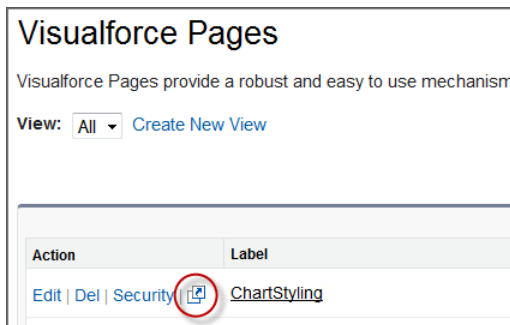 Visualforce Pages
Visualforce Pages provide a robust and easy to use mechanism
View: All Create New View
Action Label
Edit | Del | Security | ChartStyling